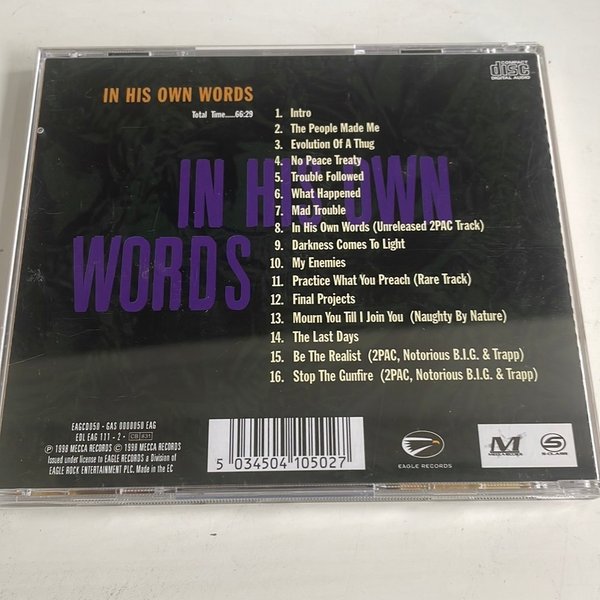 COMPACT
disc
DIGITAL AUDIO
IN HIS OWN WORDS
Total Time.....66:29
IN HIS OWN
WORDS
1. Intro
2. The People Made Me
3. Evolution Of A Thug
4. No Peace Treaty
5. Trouble Followed
6. What Happened
7. Mad Trouble
8. In His Own Words (Unreleased 2PAC Track)
9. Darkness Comes To Light
10. My Enemies
11. Practice What You Preach (Rare Track)
12. Final Projects
13. Mourn You Till I Join You (Naughty By Nature)
14. The Last Days
15. Be The Realist (2PAC, Notorious B.I.G. & Trapp)
16. Stop The Gunfire (2PAC, Notorious B.I.G. & Trapp)
EAGCD050 - GAS 0000050 EAG
EDL EAG 111 - 2 -
℗ 1998 MECCA RECORDS © 1998 MECCA RECORDS
Issued under license to EAGLE RECORDS a Division of
EAGLE ROCK ENTERTAINMENT PLC. Made in the EC
5 034504 105027
EAGLE RECORDS
M
S